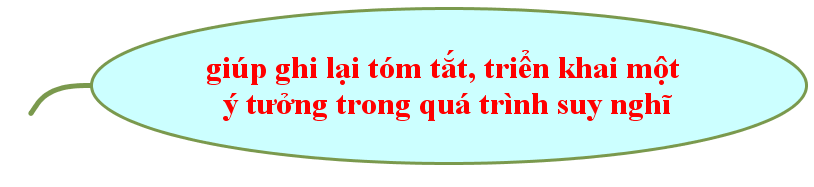 giúp ghi lại tóm tắt, triển khai một
ý tưởng trong quá trình suy nghĩ